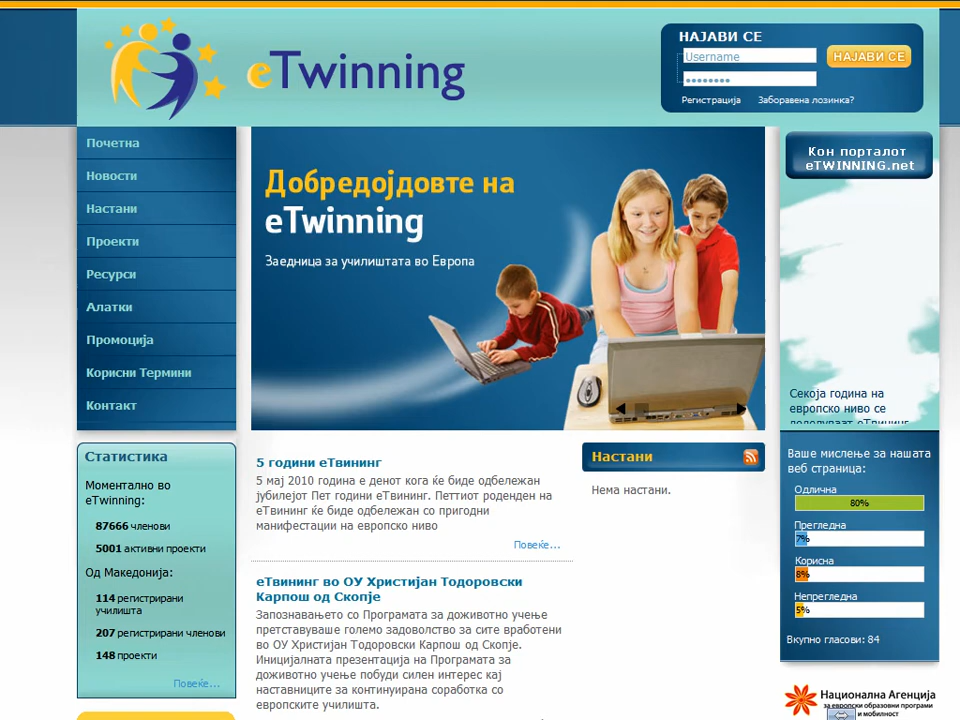 eTwinning
НАЈАВИ СЕ
Username
НАЈАВИ СЕ
Регистрација
Заборавена лозинка?
Почетна
Новости
Настани
Проекти
Ресурси
Алатки
Промоција
Корисни Термини
Контакт
Добредојдовте на
eTwinning
Заедница за училиштата во Европа
Кон порталот
eTWINNING.net
Секоја година на
европско ниво се
доделуваат еТвининг
Статистика
Моментално во
eTwinning:
87666 членови
5001 активни проекти
Од Македонија:
114 регистрирани
училишта
207 регистрирани членови
148 проекти
Повеќе...
5 години еТвининг
5 мај 2010 година е денот кога ќе биде одбележан
јубилејот Пет години еТвининг. Петтиот роденден на
еТвининг ќе биде одбележан со пригодни
манифестации на европско ниво
Повеќе...
еТвининг во ОУ Христијан Тодоровски
Карпош од Скопје
Запознавањето со Програмата за доживотно учење
претставуваше големо задоволство за сите вработени
во ОУ Христијан Тодоровски Карпош од Скопје.
Иницијалната презентација на Програмата за
доживотно учење побуди силен интерес кај
наставниците за континуирана соработка со
европските училишта.
Настани
Нема настани.
Ваше мислење за нашата
веб страница:
Одлична
80%
Прегледна
7%
Корисна
8%
Непрегледна
5%
Вкупно гласови: 84
Национална Агенција
за европски образовни програми
и мобилност